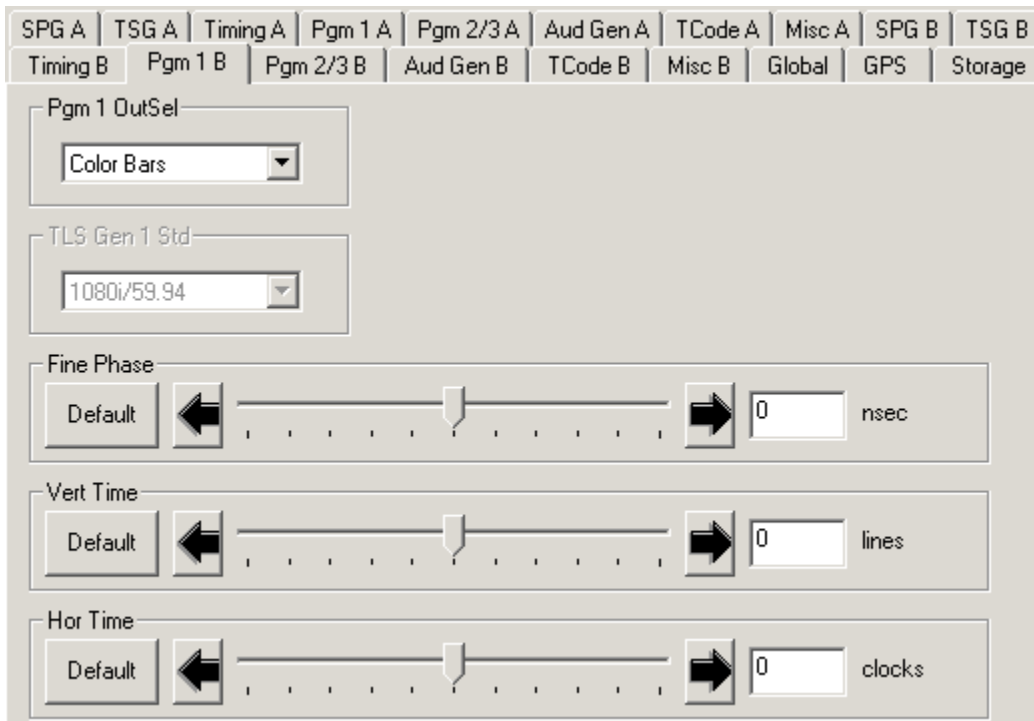 SPG A TSG A Timing A Pgm 1 A Pgm 2/3 A Aud Gen A TCode A Misc A SPG B TSG B
Timing B Pgm 1 B Pgm 2/3 B Aud Gen B TCode B Misc B Global GPS Storage
Pgm 1 OutSel
Color Bars
TLS Gen 1 Std
1080i/59.94
Fine Phase
Default 0 nsec
Vert Time
Default 0 lines
Hor Time
Default 0 clocks